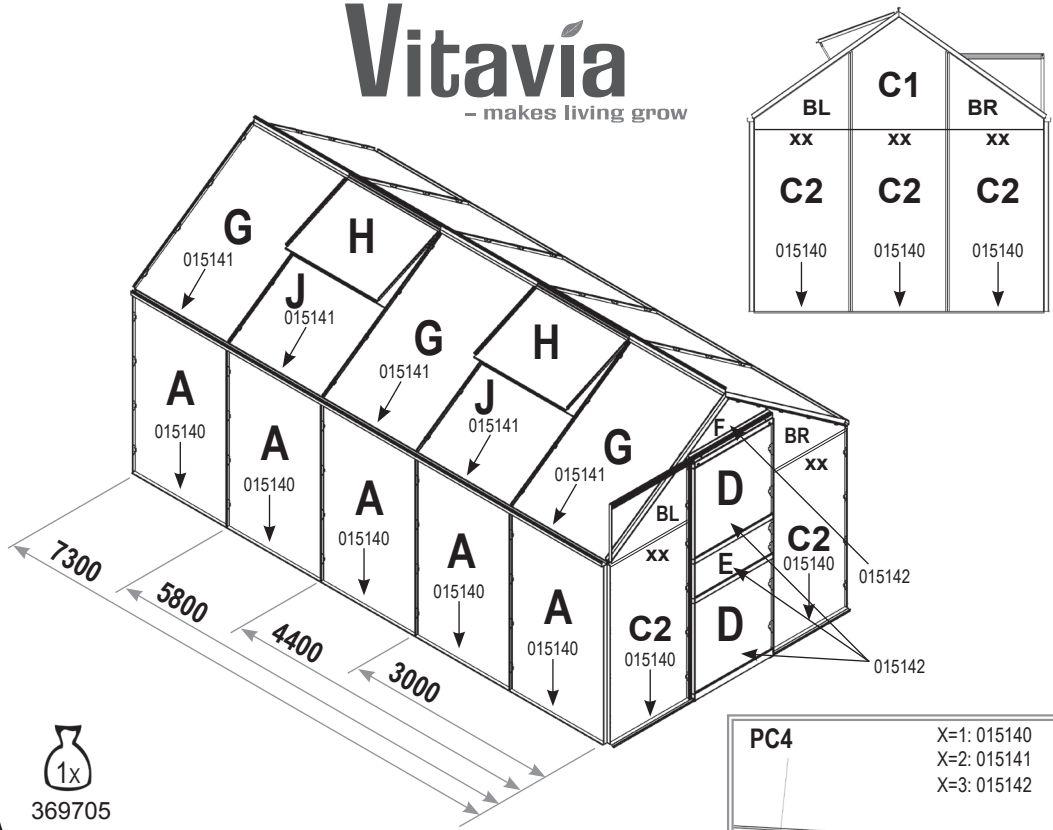 Vitavia
– makes living grow
C1
BL
BR
xx
xx
xx
C2
C2
C2
015140
015140
015140
G
015141
H
J
015141
G
015141
H
J
015141
G
015141
A
015140
A
015140
A
015140
A
015140
A
015140
F
BR
xx
D
BL
xx
E
C2
015140
C2
015140
D
015142
015142
7300
5800
4400
3000
1x
369705
PC4
X=1: 015140
X=2: 015141
X=3: 015142